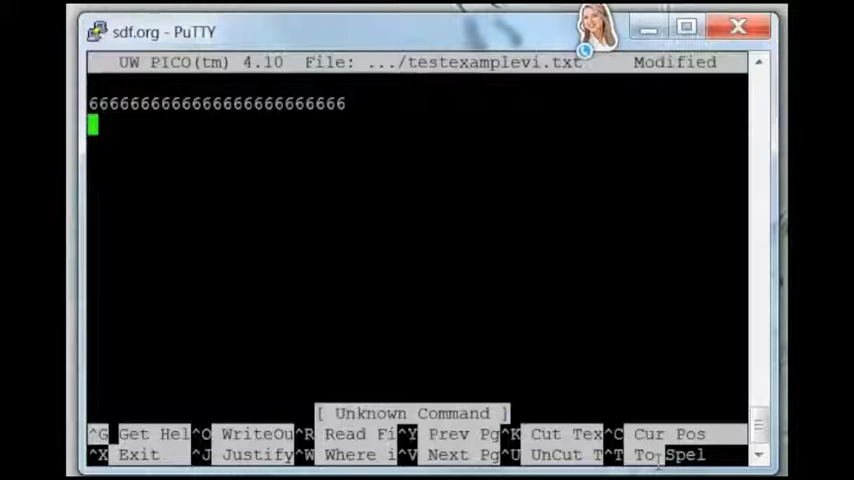 sdf.org - PuTTY
UW PICO(tm) 4.10 File: .../testexamplevi.txt Modified
6666666666666666666666666
[ Unknown Command ]
^G Get Hel^O WriteOu^R Read Fi^Y Prev Pg^K Cut Tex^C Cur Pos
^X Exit ^J Justify^W Where i^V Next Pg^U UnCut T^T To Spel